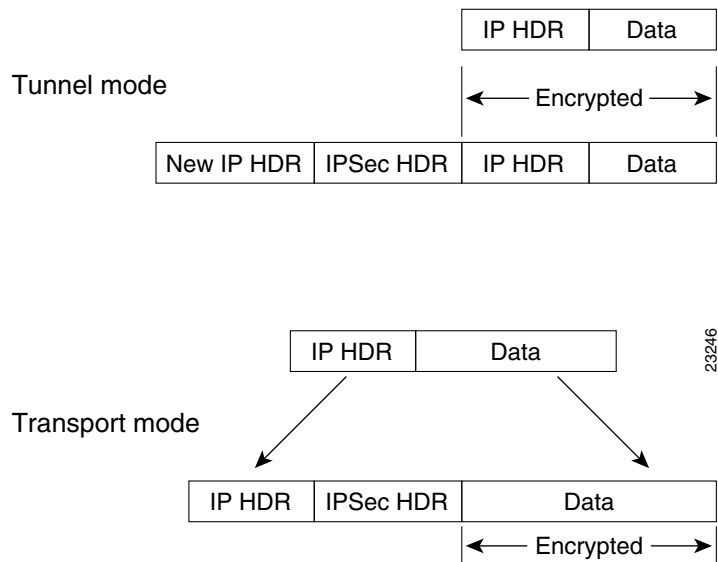 IP HDR Data
Tunnel mode
Encrypted
New IP HDR IPSec HDR IP HDR Data
IP HDR Data
23246
Transport mode
IP HDR IPSec HDR Data
Encrypted